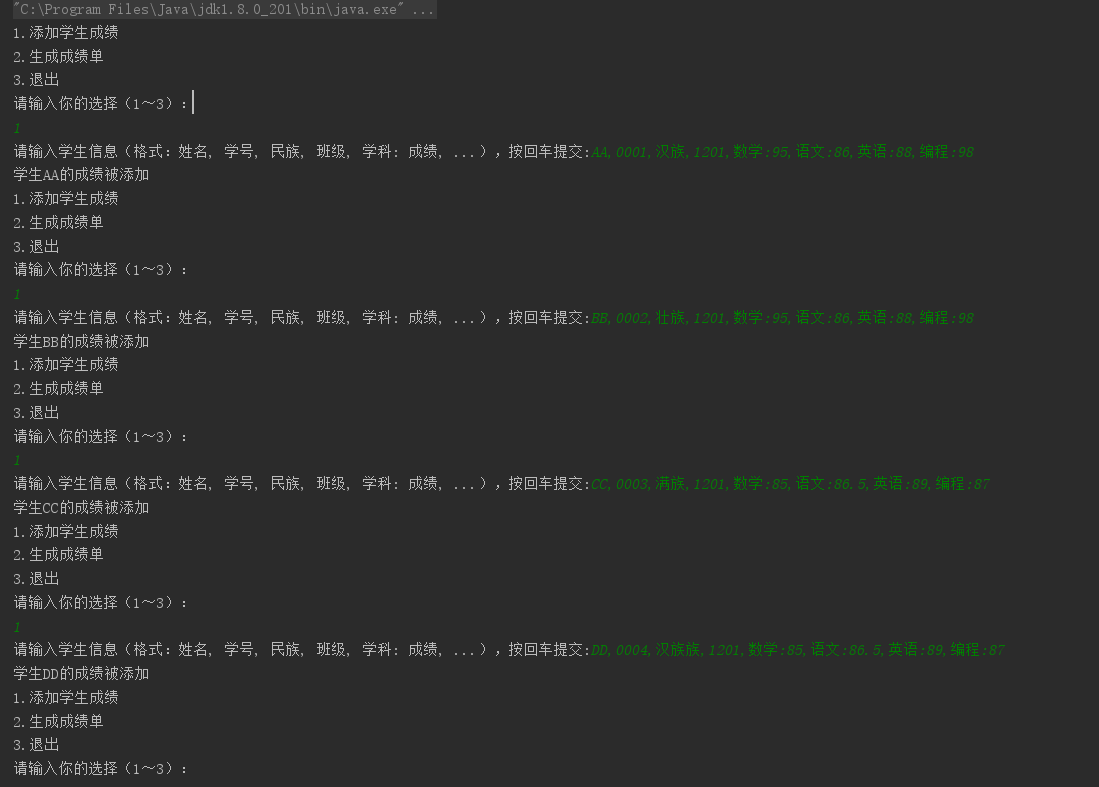 "C:\Program Files\Java\jdk1.8.0_201\bin\java.exe" ...
1.添加学生成绩
2.生成成绩单
3.退出
请输入你的选择（1～3）：
1
请输入学生信息（格式：姓名, 学号, 民族, 班级, 学科: 成绩, ...），按回车提交:AA,0001,汉族,1201,数学:95,语文:86,英语:88,编程:98
学生AA的成绩被添加
1.添加学生成绩
2.生成成绩单
3.退出
请输入你的选择（1～3）：
1
请输入学生信息（格式：姓名, 学号, 民族, 班级, 学科: 成绩, ...），按回车提交:BB,0002,壮族,1201,数学:95,语文:86,英语:88,编程:98
学生BB的成绩被添加
1.添加学生成绩
2.生成成绩单
3.退出
请输入你的选择（1～3）：
1
请输入学生信息（格式：姓名, 学号, 民族, 班级, 学科: 成绩, ...），按回车提交:CC,0003,满族,1201,数学:85,语文:86.5,英语:89,编程:87
学生CC的成绩被添加
1.添加学生成绩
2.生成成绩单
3.退出
请输入你的选择（1～3）：
1
请输入学生信息（格式：姓名, 学号, 民族, 班级, 学科: 成绩, ...），按回车提交:DD,0004,汉族族,1201,数学:85,语文:86.5,英语:89,编程:87
学生DD的成绩被添加
1.添加学生成绩
2.生成成绩单
3.退出
请输入你的选择（1～3）：